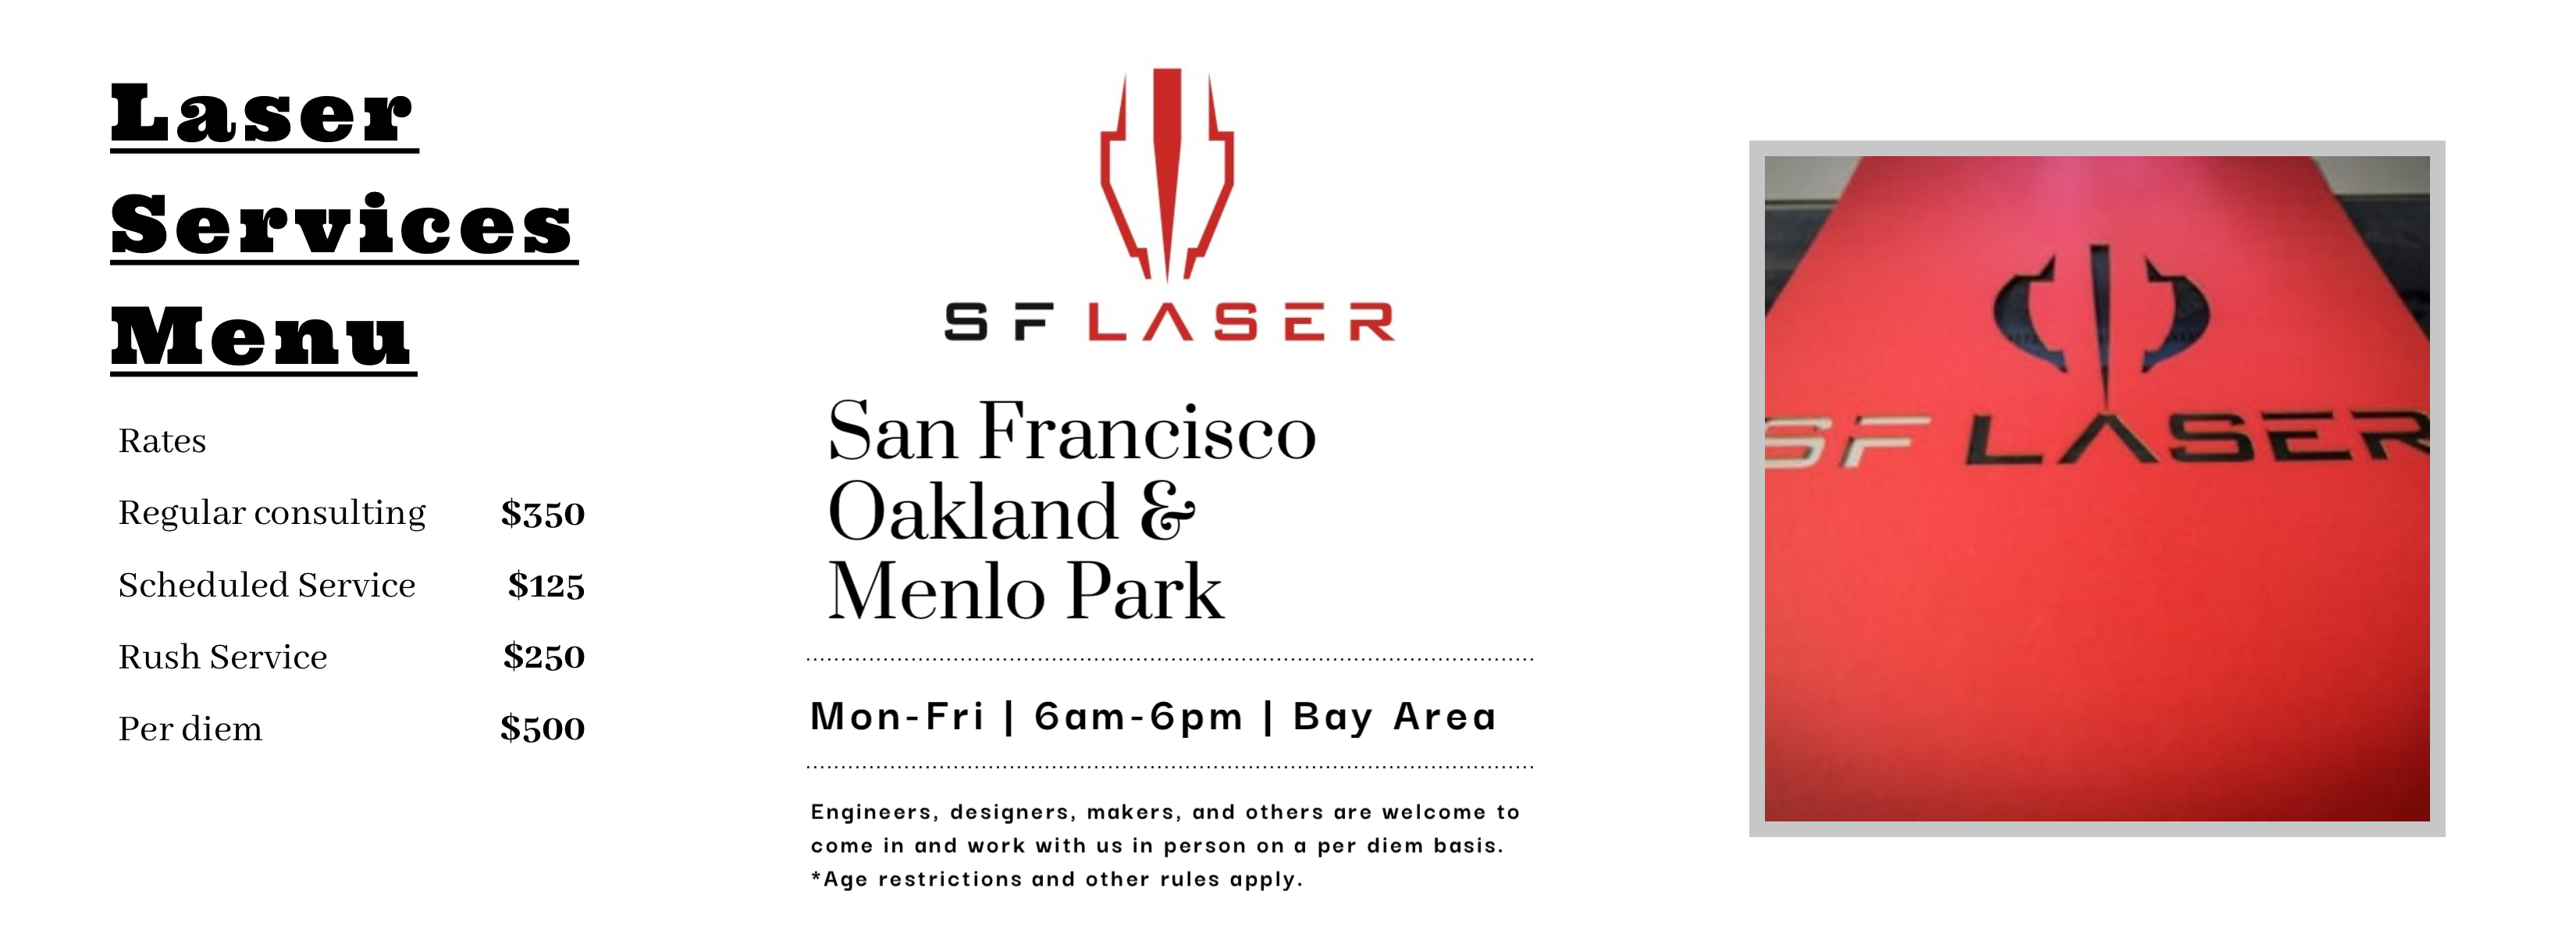 Laser
Services
Menu
Rates
Regular consulting $350
Scheduled Service $125
Rush Service $250
Per diem $500
SF LASER
San Francisco
Oakland &
Menlo Park
Mon-Fri | 6am-6pm | Bay Area
Engineers, designers, makers, and others are welcome to
come in and work with us in person on a per diem basis.
*Age restrictions and other rules apply.
SF LASER